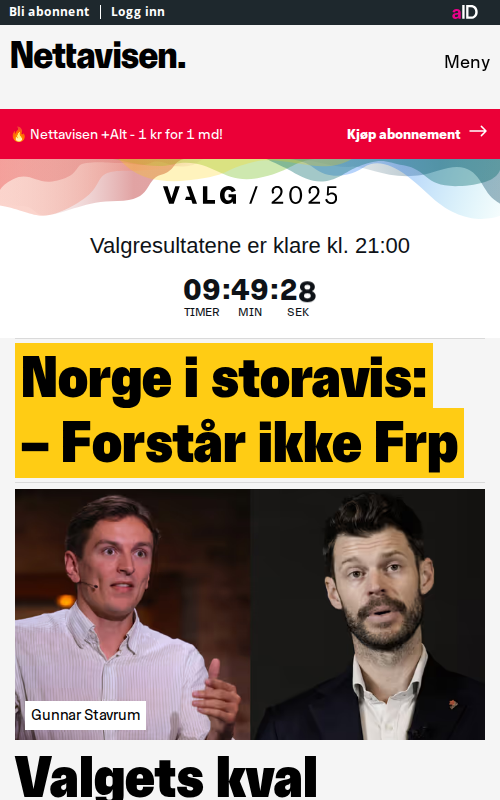 Bli abonnent | Logg inn
aID
Nettavisen.
Meny
🔥 Nettavisen +Alt - 1 kr for 1 md!
Kjøp abonnement →
VALG / 2025
Valgresultatene er klare kl. 21:00
09:49:28
TIMER MIN SEK
Norge i storavis:
– Forstår ikke Frp
Gunnar Stavrum
Valgets kval